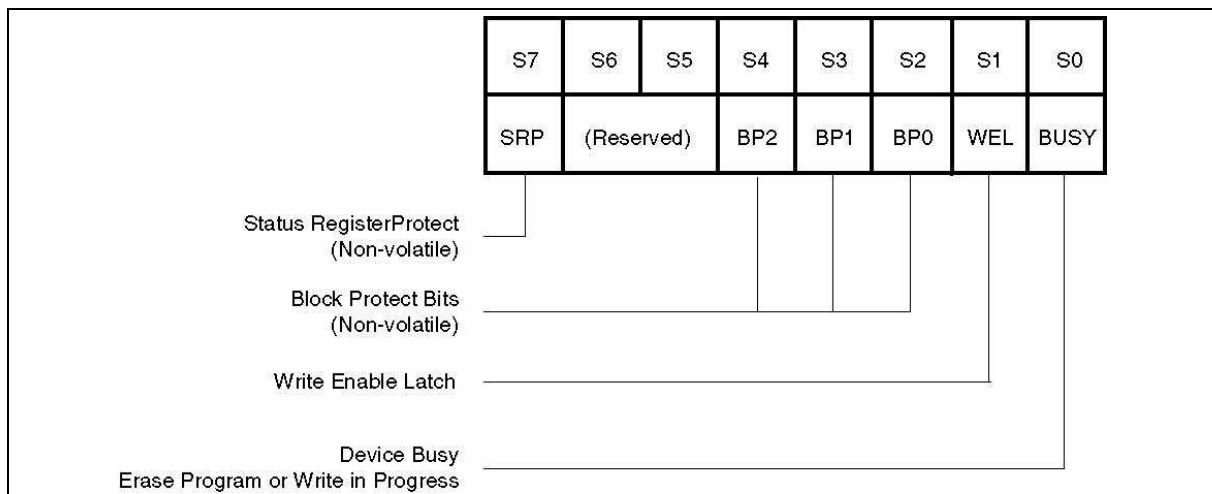 S7 S6 S5 S4 S3 S2 S1 S0
SRP (Reserved) BP2 BP1 BP0 WEL BUSY
Status RegisterProtect
(Non-volatile)
Block Protect Bits
(Non-volatile)
Write Enable Latch
Device Busy
Erase Program or Write in Progress